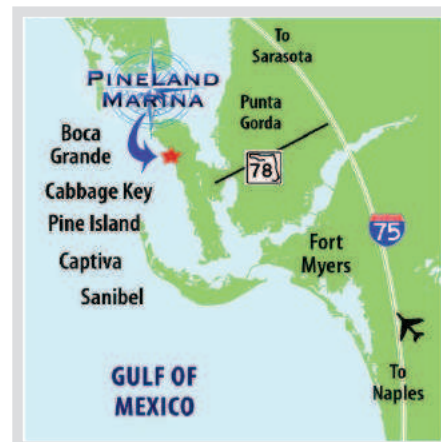 To
Sarasota
PINELAND
MARINA
Punta
Gorda
Boca
Grande
78
Cabbage Key
Pine Island
75
Fort
Myers
Captiva
Sanibel
To
Naples
GULF OF
MEXICO